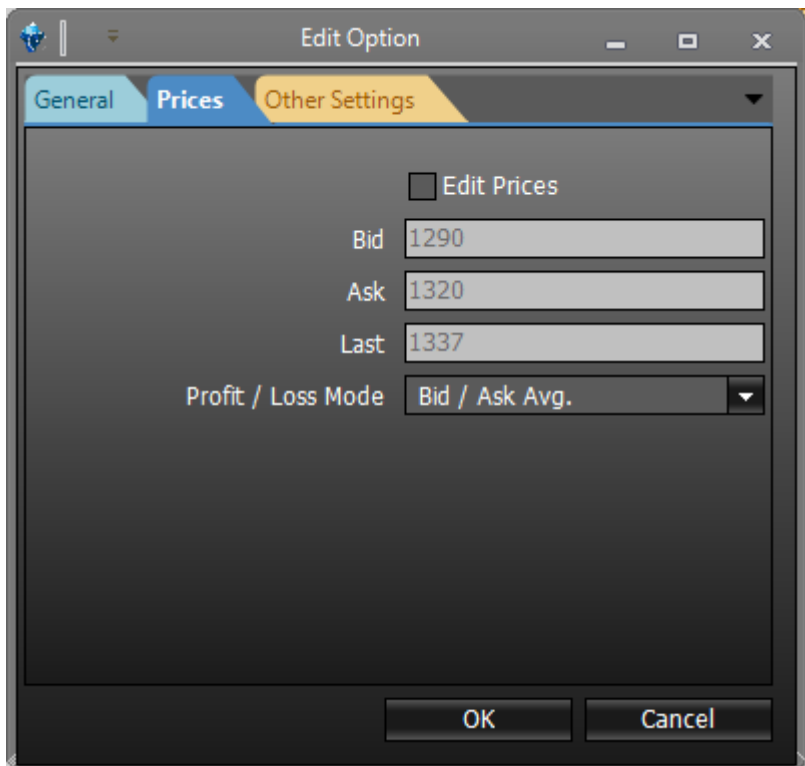 Edit Option
General Prices Other Settings
Edit Prices
Bid 1290
Ask 1320
Last 1337
Profit / Loss Mode Bid / Ask Avg.
OK Cancel